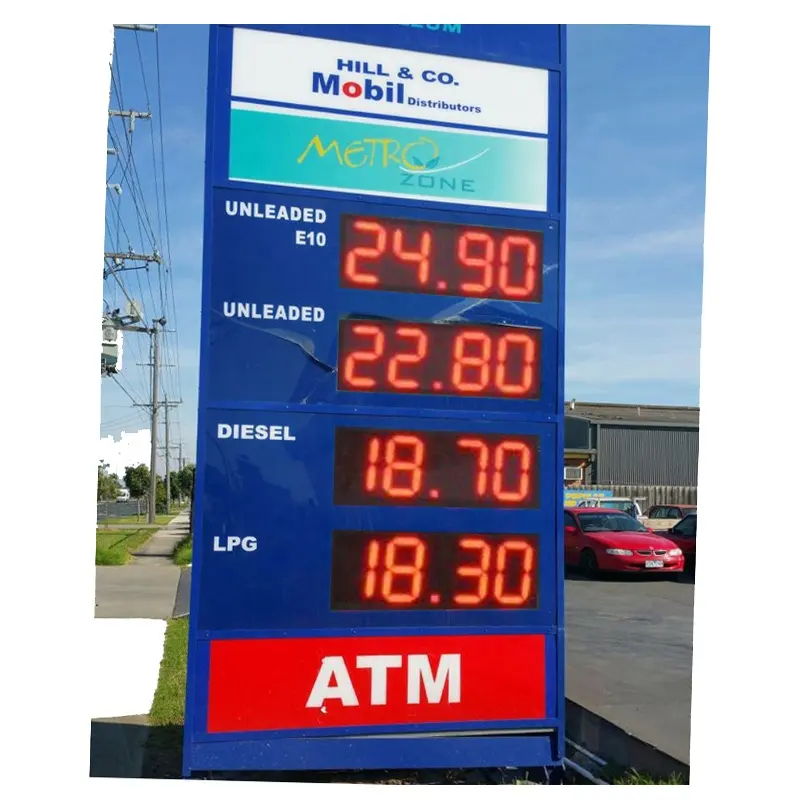 HILL & CO.
Mobil Distributors
METRO
ZONE
UNLEADED
E10
24.90
UNLEADED
22.80
DIESEL
18.70
LPG
18.30
ATM